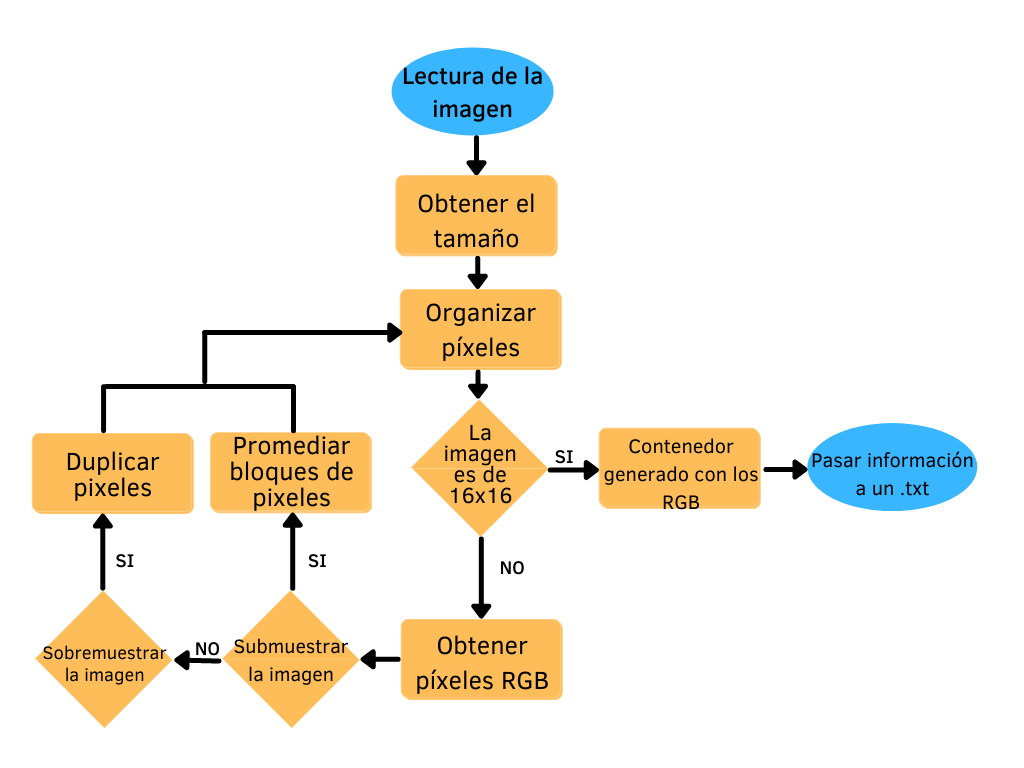 Lectura de la
imagen
Obtener el
tamaño
Organizar
píxeles
La
imagen
es de
16x16
SI
Contenedor
generado con los
RGB
Pasar información
a un .txt
NO
Obtener
píxeles RGB
Submuestrar
la imagen
SI
Promediar
bloques de
pixeles
NO
Sobremuestrar
la imagen
SI
Duplicar
pixeles